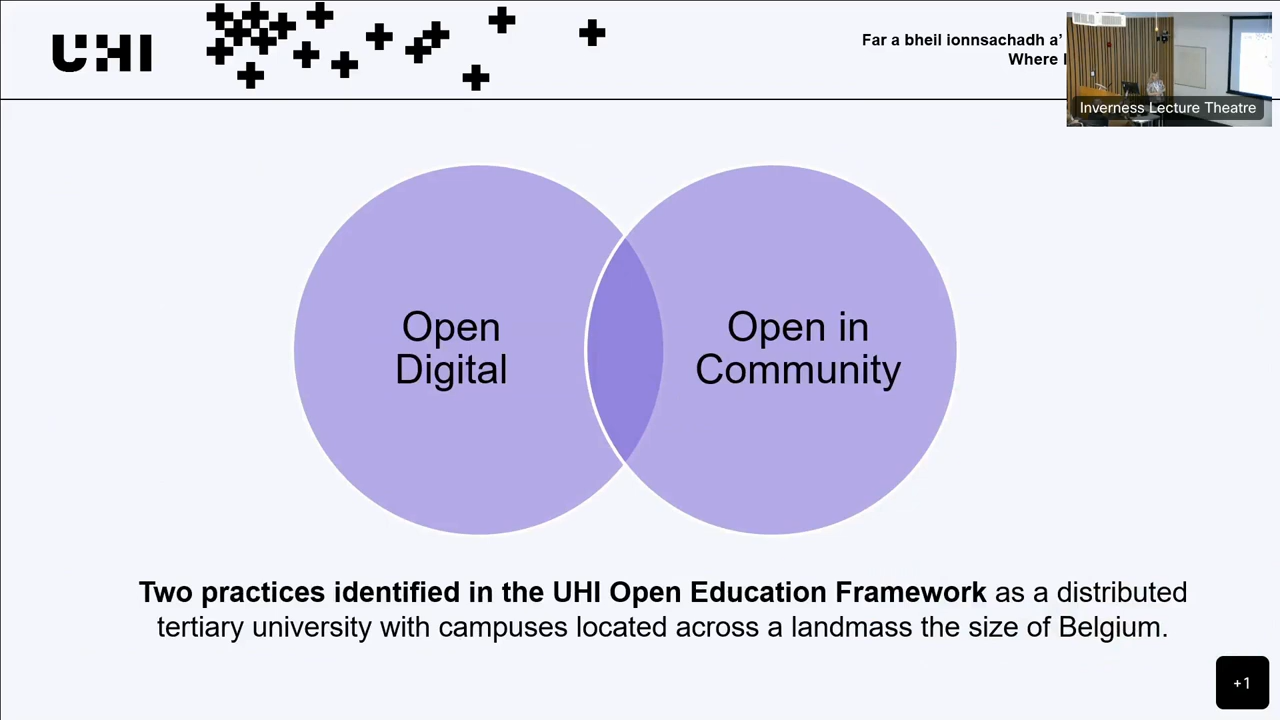 UHI
Far a bheil ionnsachadh a’
Where
Inverness Lecture Theatre
Open
Digital
Open in
Community
Two practices identified in the UHI Open Education Framework as a distributed
tertiary university with campuses located across a landmass the size of Belgium.
+1